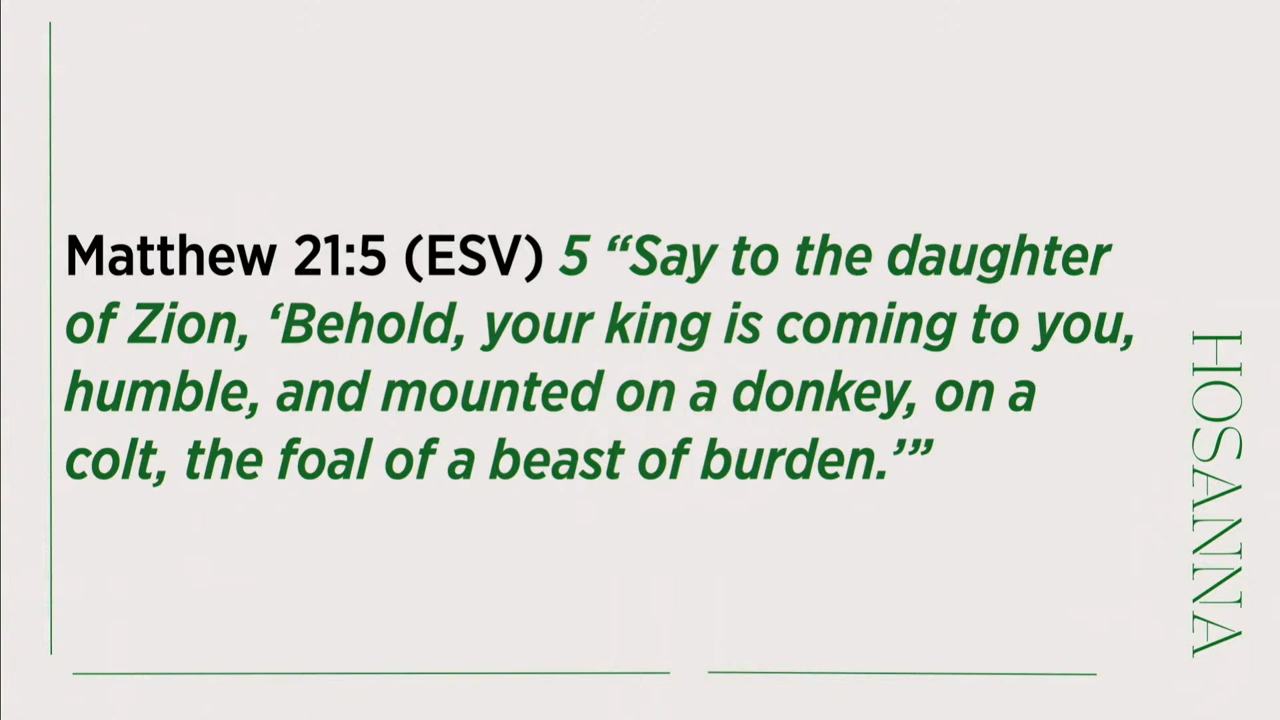 Matthew 21:5 (ESV) 5 “Say to the daughter
of Zion, ‘Behold, your king is coming to you,
humble, and mounted on a donkey, on a
colt, the foal of a beast of burden.’”
HOSANNA